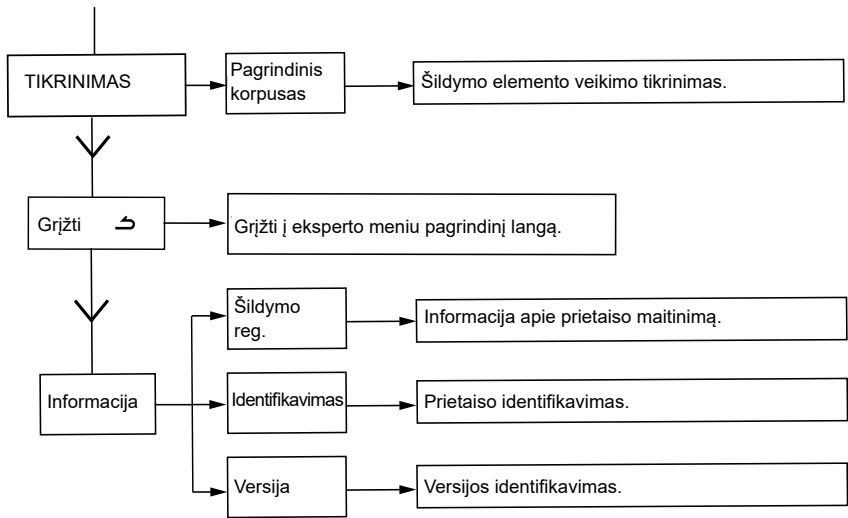 TIKRINIMAS
Pagrindinis
korpusas
Šildymo elemento veikimo tikrinimas.
Grįžti
Grįžti į eksperto meniu pagrindinį langą.
Šildymo
reg.
Informacija apie prietaiso maitinimą.
Informacija
Identifikavimas
Prietaiso identifikavimas.
Versija
Versijos identifikavimas.